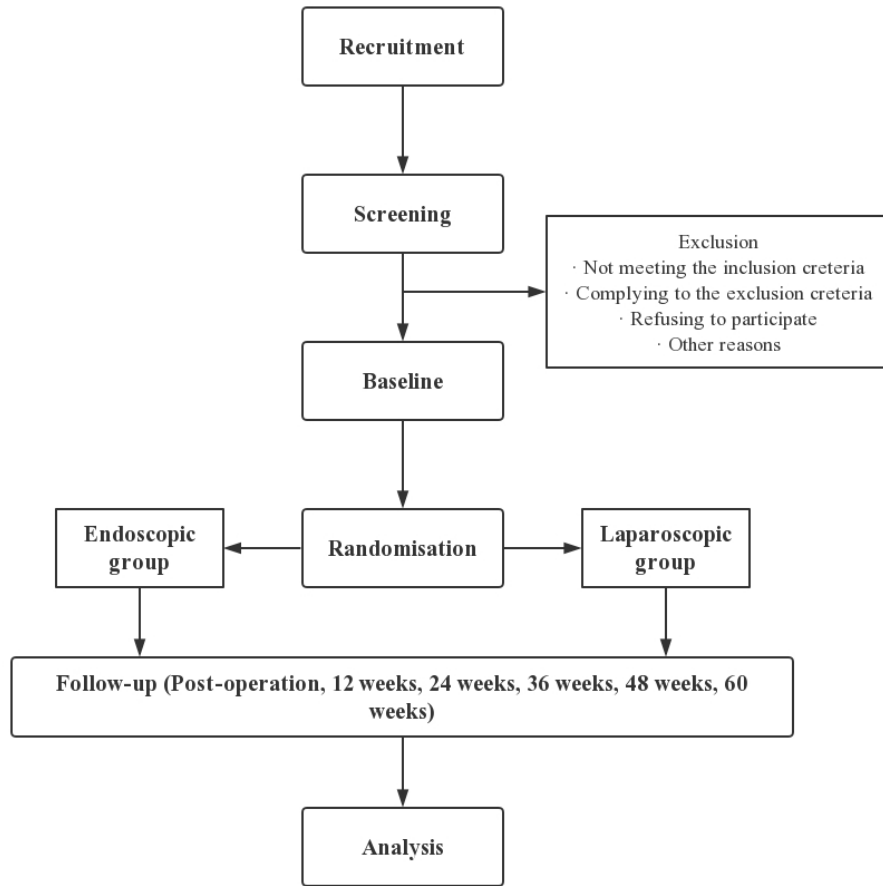 Recruitment
Screening
Exclusion
· Not meeting the inclusion creteria
· Complying to the exclusion creteria
· Refusing to participate
· Other reasons
Baseline
Endoscopic
group
Randomisation
Laparoscopic
group
Follow-up (Post-operation, 12 weeks, 24 weeks, 36 weeks, 48 weeks, 60
weeks)
Analysis